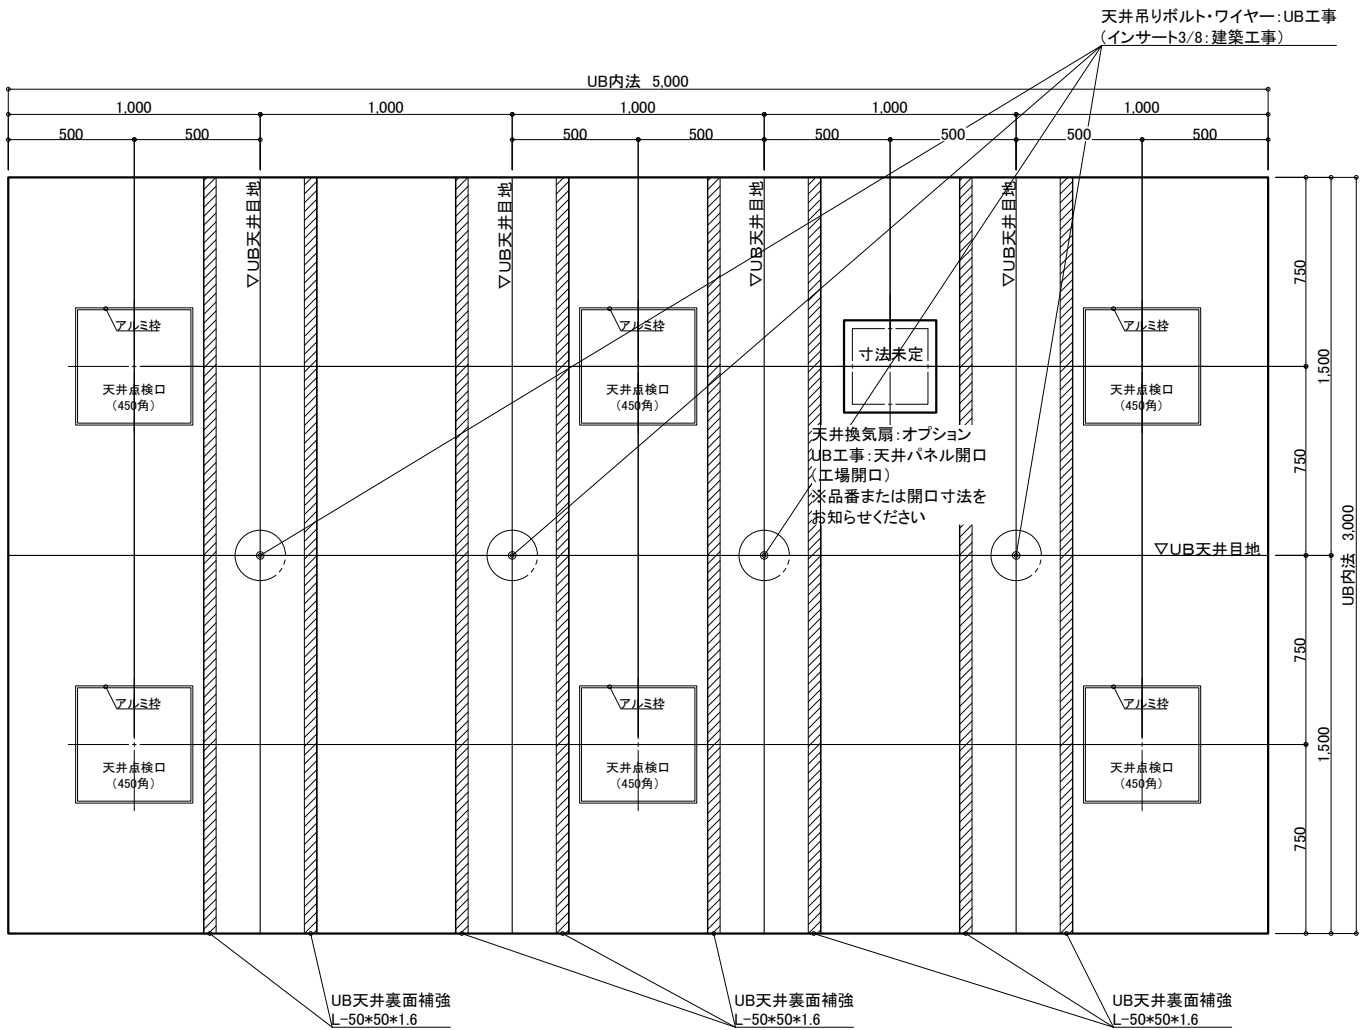 天井吊りボルト・ワイヤー:UB工事
(インサート3/8:建築工事)
UB内法 5,000
1,000 1,000 1,000 1,000 1,000
500 500 500 500 500 500 500 500
▽UB天井目地
▽UB天井目地
▽UB天井目地
▽UB天井目地
アルミ枠
天井点検口
(450角)
アルミ枠
天井点検口
(450角)
寸法未定
アルミ枠
天井点検口
(450角)
天井換気扇:オプション
UB工事:天井パネル開口
(工場開口)
※品番または開口寸法を
お知らせください
▽UB天井目地
750
750
1,500
UB内法 3,000
750
750
1,500
アルミ枠
天井点検口
(450角)
アルミ枠
天井点検口
(450角)
アルミ枠
天井点検口
(450角)
UB天井裏面補強
L-50*50*1.6
UB天井裏面補強
L-50*50*1.6
UB天井裏面補強
L-50*50*1.6